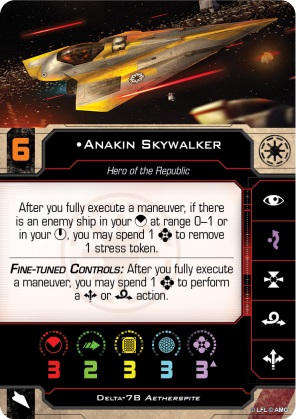 6
•Anakin Skywalker
Hero of the Republic
After you fully execute a maneuver, if there
is an enemy ship in your at range 0–1 or
in your , you may spend 1 to remove
1 stress token.
Fine-tuned Controls: After you fully execute
a maneuver, you may spend 1 to perform
a or action.
3 2 3 3 3
Delta-7B Aethersprite
© LFL © AMG